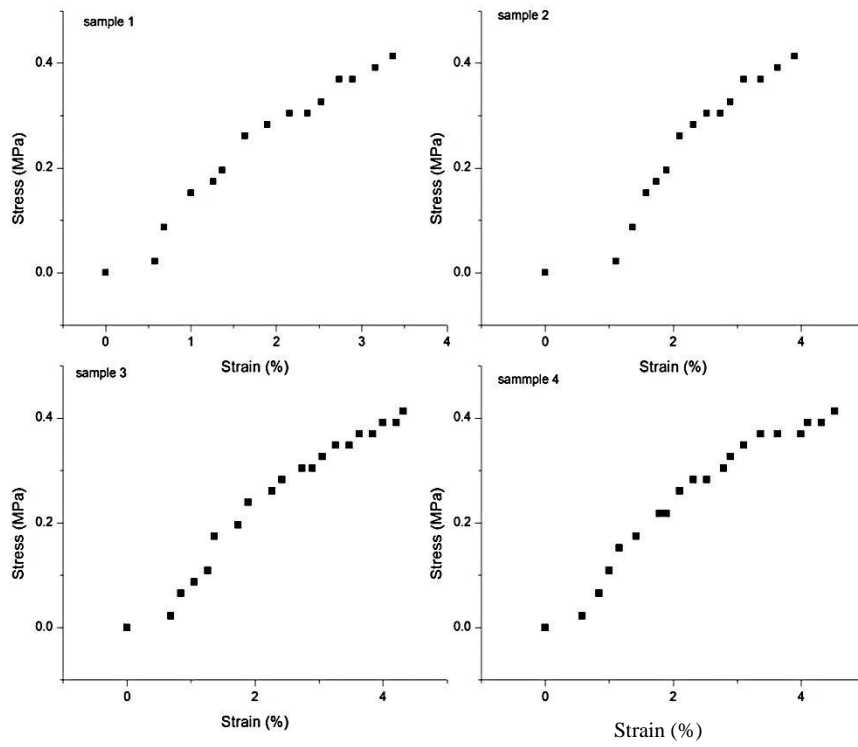 sample 1
0.4
0.2
0.0
Stress (MPa)
0
1
2
3
4
Strain (%)
sample 2
0.4
0.2
0.0
Stress (MPa)
0
2
4
Strain (%)
sample 3
0.4
0.2
0.0
Stress (MPa)
0
2
4
Strain (%)
sammple 4
0.4
0.2
0.0
Stress (MPa)
0
2
4
Strain (%)